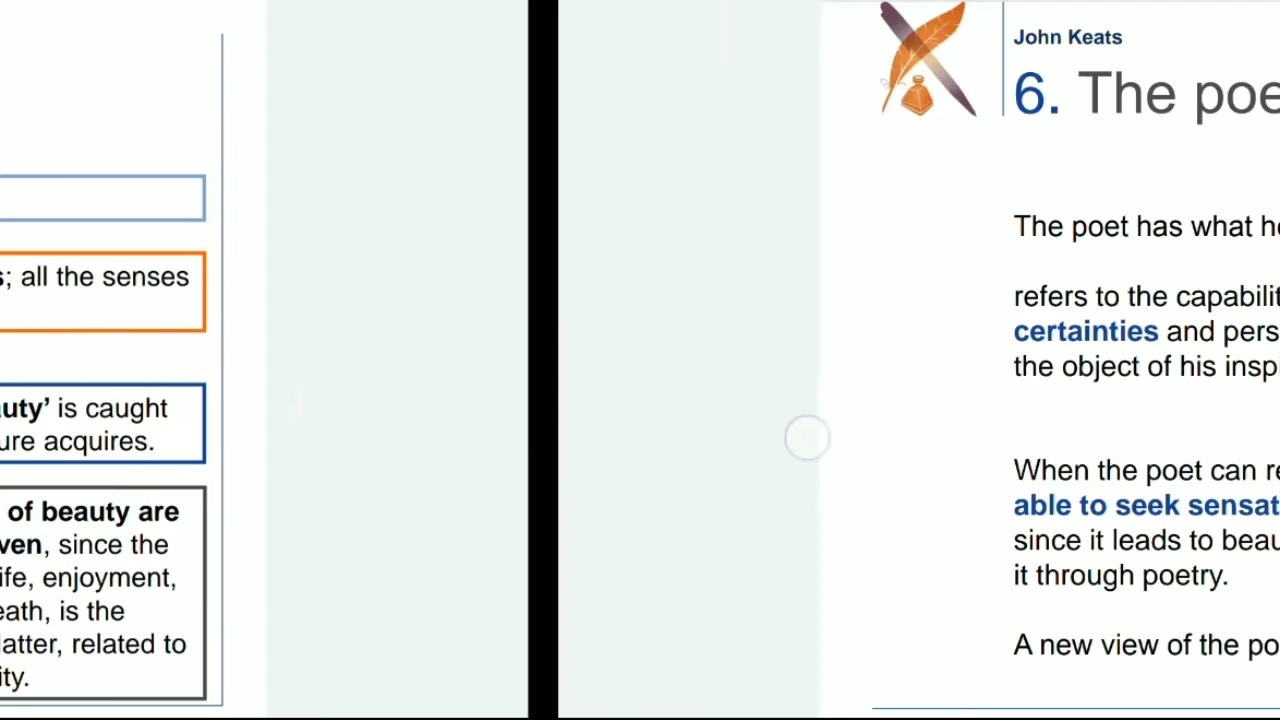 ; all the senses
auty’ is caught
ure acquires.
of beauty are
ven, since the
ife, enjoyment,
eath, is the
latter, related to
ity.
John Keats
6. The poe
The poet has what he
refers to the capabilit
certainties and pers
the object of his inspi
When the poet can re
able to seek sensat
since it leads to beau
it through poetry.
A new view of the po